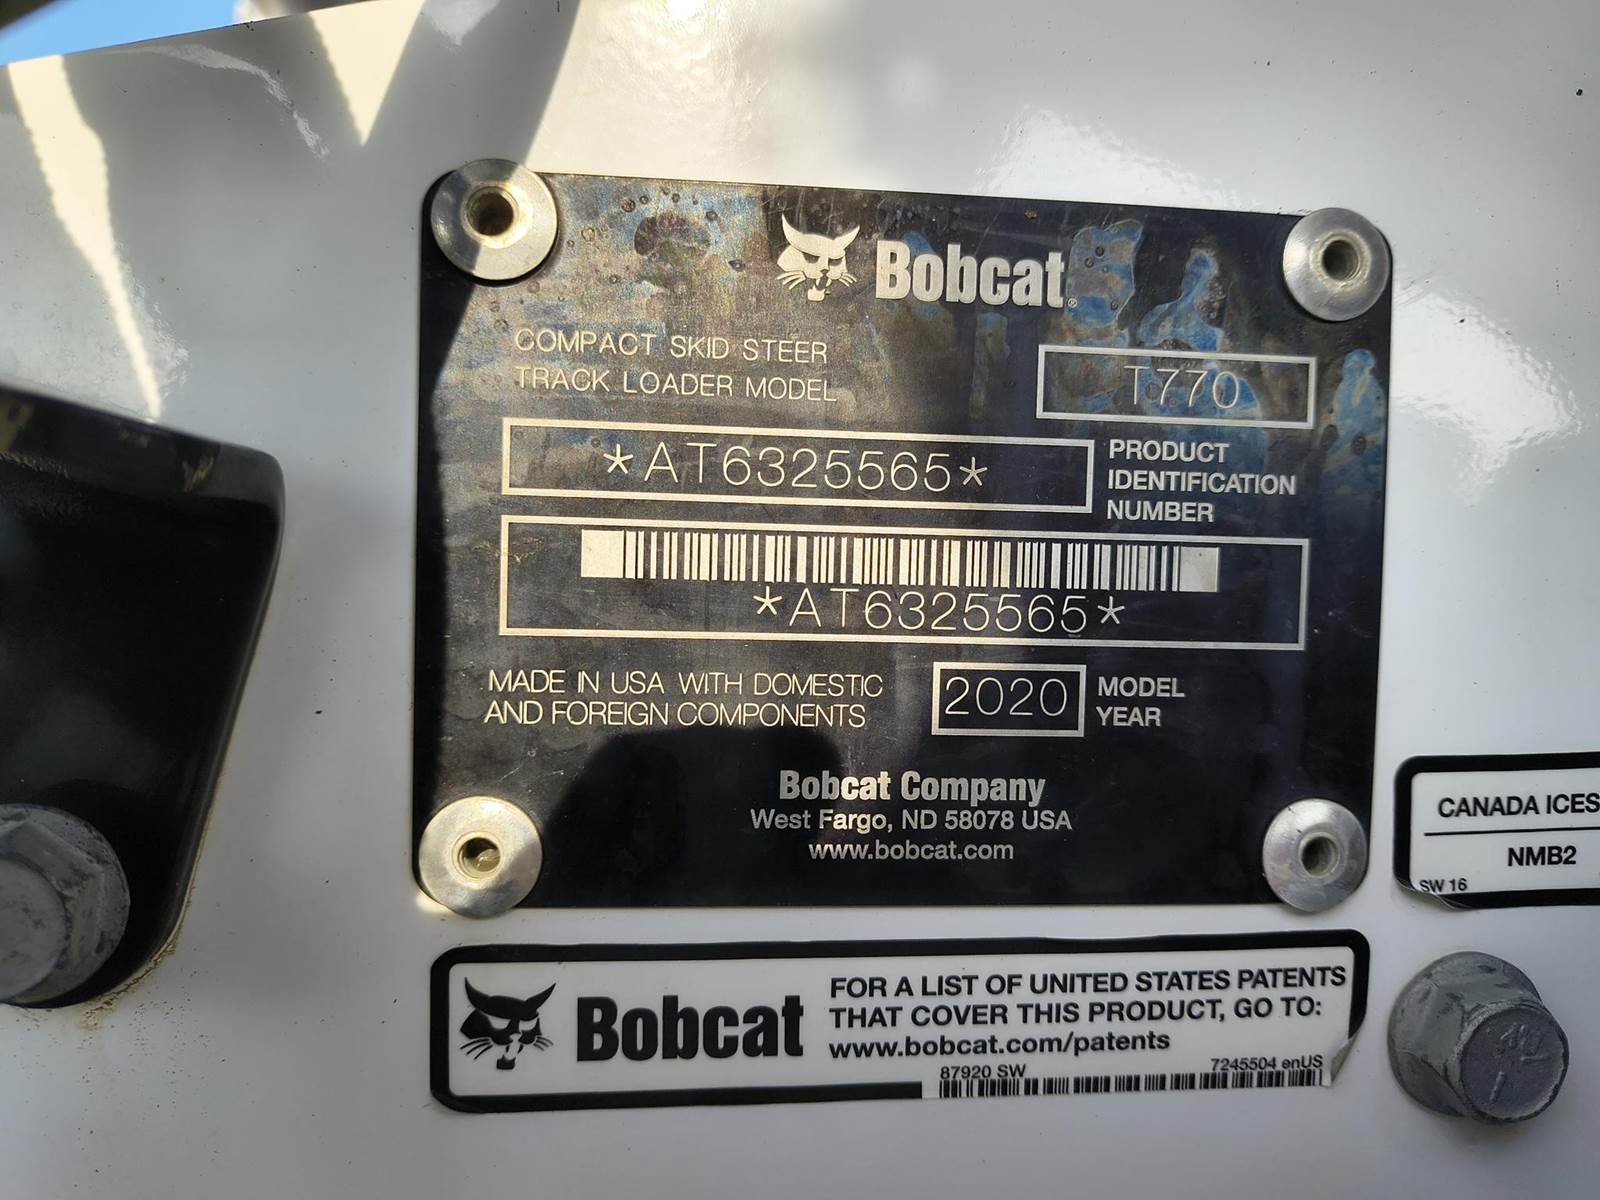 Bobcat®
COMPACT SKID STEER
TRACK LOADER MODEL
T770
*AT6325565*
PRODUCT
IDENTIFICATION
NUMBER
*AT6325565*
MADE IN USA WITH DOMESTIC
AND FOREIGN COMPONENTS
2020
MODEL
YEAR
Bobcat Company
West Fargo, ND 58078 USA
www.bobcat.com
CANADA ICES
NMB2
SW 16
Bobcat
FOR A LIST OF UNITED STATES PATENTS
THAT COVER THIS PRODUCT, GO TO:
www.bobcat.com/patents
87920 SW
7245504 enUS